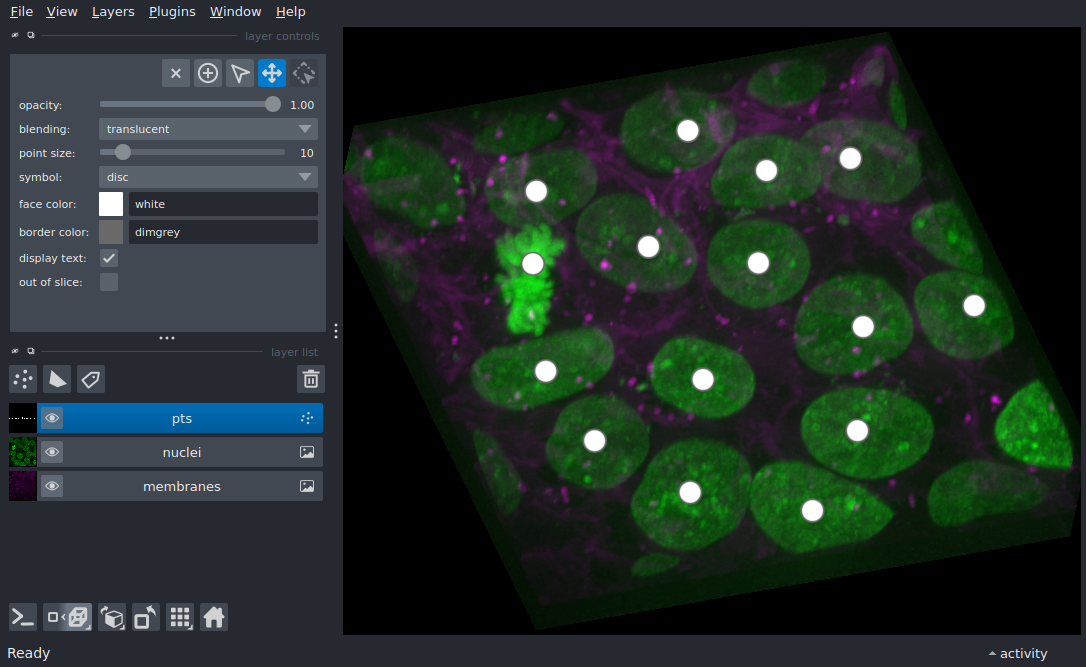 File View Layers Plugins Window Help
layer controls
opacity: 1.00
blending: translucent
point size: 10
symbol: disc
face color: white
border color: dimgrey
display text:
out of slice:
layer list
pts
nuclei
membranes
Ready
activity